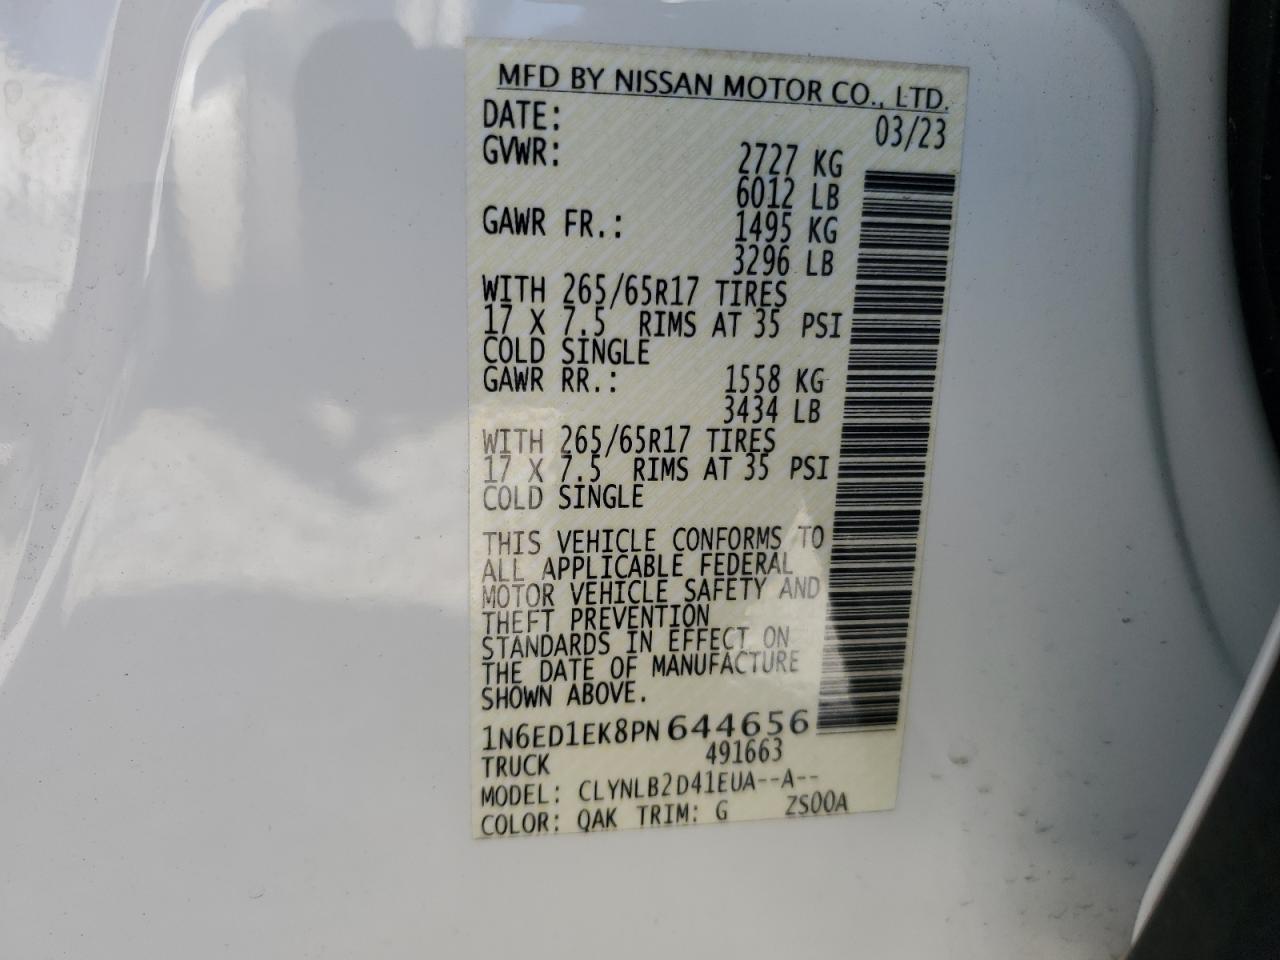 MFD BY NISSAN MOTOR CO., LTD.
DATE: 03/23
GVWR: 2727 KG
6012 LB
GAWR FR.: 1495 KG
3296 LB
WITH 265/65R17 TIRES
17 X 7.5 RIMS AT 35 PSI
COLD SINGLE
GAWR RR.: 1558 KG
3434 LB
WITH 265/65R17 TIRES
17 X 7.5 RIMS AT 35 PSI
COLD SINGLE
THIS VEHICLE CONFORMS TO
ALL APPLICABLE FEDERAL
MOTOR VEHICLE SAFETY AND
THEFT PREVENTION
STANDARDS IN EFFECT ON
THE DATE OF MANUFACTURE
SHOWN ABOVE.
1N6ED1EK8PN644656
TRUCK 491663
MODEL: CLYNLB2D41EUA--A--
COLOR: QAK TRIM: G ZS00A